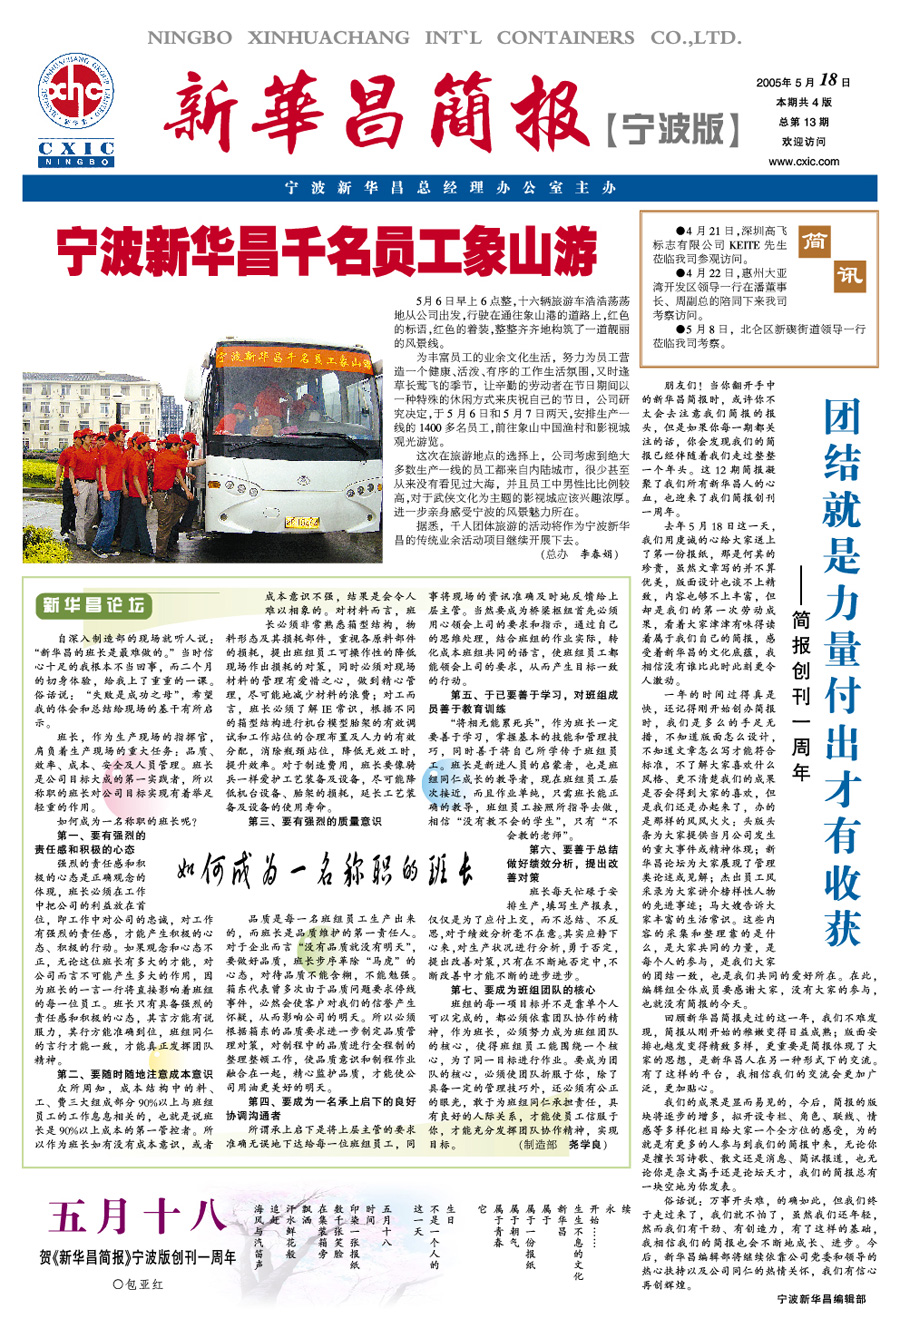 NINGBO XINHUACHANG INT`L CONTAINERS CO.,LTD.
CXIC
NINGBO
新華昌簡报【宁波版】
2005年 5 月 18 日
本期共 4 版
总第 13 期
欢迎访问
www.cxic.com
宁波新华昌总经理办公室主办
宁波新华昌千名员工象山游
宁波新华昌千名员工象山游
5月6日早上6点整,十六辆旅游车浩浩荡荡
地从公司出发,行驶在通往象山港的道路上,红色
的标语,红色的着装,整整齐齐地构筑了一道靓丽
的风景线。
为丰富员工的业余文化生活，努力为员工营
造一个健康、活泼、有序的工作生活氛围,又时逢
草长莺飞的季节，让辛勤的劳动者在节日期间以
一种特殊的休闲方式来庆祝自己的节日，公司研
究决定,于5月6日和5月7日两天,安排生产一
线的1400多名员工,前往象山中国渔村和影视城
观光游览。
这次在旅游地点的选择上，公司考虑到绝大
多数生产一线的员工都来自内陆城市，很少甚至
从来没有看见过大海，并且员工中男性比比例较
高,对于武侠文化为主题的影视城应该兴趣浓厚。
进一步亲身感受宁波的风景魅力所在。
据悉，千人团体旅游的活动将作为宁波新华
昌的传统业余活动项目继续开展下去。
(总办 李春娟)
简讯
●4月21日,深圳高飞
标志有限公司KEITE先生
莅临我司参观访问。
●4月22日,惠州大亚
湾开发区领导一行在潘董事
长、周副总的陪同下来我司
考察访问。
●5月8日，北仑区新碶街道领导一行
莅临我司考察。
新华昌论坛
如何成为一名称职的班长
自深入制造部的现场就听人说：
“新华昌的班长是最难做的。”当时信
心十足的我根本不当回事，而二个月
的切身体验，给我上了重重的一课。
俗话说：“失败是成功之母”，希望
我的体会和总结给现场的基干有所启
示。
班长，作为生产现场的指挥官，
肩负着生产现场的重大任务：品质、
效率、成本、安全及人员管理。班长
是公司目标大成的第一实践者，所以
称职的班长对公司目标实现有着举足
轻重的作用。
如何成为一名称职的班长呢？
第一、要有强烈的
责任感和积极的心态
强烈的责任感和积
极的心态是正确观念的
体现，班长必须在工作
中把公司的利益放在首
位，即工作中对公司的忠诚，对工作
有强烈的责任感，才能产生积极的心
态、积极的行动。如果观念和心态不
正，无论这位班长有多大的才能，对
公司而言不可能产生多大的作用，因
为班长的一言一行将直接影响着班组
的每一位员工。班长只有具备强烈的
责任感和积极的心态，其言方能有说
服力，其行方能准确到位，班组同仁
的言行才能一致，才能真正发挥团队
精神。
第二、要随时随地注意成本意识
众所周知，成本结构中的料、
工、费三大组成部分90%以上与班组
员工的工作息息相关的，也就是说班
长是90%以上成本的第一管控者。所
以作为班长如有没有成本意识，或者
成本意识不强，结果是会令人
难以相象的。对材料而言，班
长必须非常熟悉箱型结构，物
料形态及其损耗部件，重视各原料部件
的损耗，提出班组员工可操作性的降低
现场作出损耗的对策，同时必须对现场
材料的管理有爱惜之心，做到精心管
理，尽可能地减少材料的浪费；对工而
言，班长必须了解IE常识，根据不同
的箱型结构进行机台模型胎架的有效调
试和工作站位的合理布置及人力的有效
分配，消除瓶颈站位，降低无效工时，
提升效率。对于制造费用，班长要像骑
兵一样爱护工艺装备及设备，尽可能降
低机台设备、胎架的损耗，延长工艺装
备及设备的使用寿命。
第三、要有强烈的质量意识
品质是每一名班组员工生产出来
的，而班长是品质维护的第一责任人。
对于企业而言“没有品质就没有明天”，
要做好品质，班长步序革除“马虎”的
心态，对待品质不能含糊，不能勉强。
箱东代表曾多次由于品质问题要求停线
事件，必然会使客户对我们的信誉产生
怀疑，从而影响公司的明天。所以必须
根据箱东的品质要求进一步制定品质管
理对策，对制程中的品质进行全程制的
整理整顿工作，使品质意识和制程作业
融合在一起，精心监护品质，才能使公
司用油更美好的明天。
第四、要成为一名承上启下的良好
协调沟通者
所谓承上启下是将上层主管的要求
准确无误地下达给每一位班组员工，同
事将现场的资讯准确及时地反馈给上
层主管。当然要成为桥梁枢纽首先必须
用心领会上司的要求和指示，通过自己
的思维处理，结合班组的作业实际，转
化成本班组共同的语言，使班组员工都
能领会上司的要求，从而产生目标一致
的行动。
第五、于已要善于学习，对班组成
员善于教育训练
“将相无能累死兵”，作为班长一定
要善于学习，掌握基本的技能和管理技
巧，同时善于将自己所学传于班组员
工。班长是新进人员的启蒙者，也是班
组同仁成长的教导者，现在班组员工层
次接近，而且作业单纯，只需班长能正
确的教导，班组员工按照所指导去做，
相信“没有教不会的学生”，只有“不
会教的老师”。
第六、要善于总结
做好绩效分析，提出改
善对策
班长每天忙碌于安
排生产,填写生产报表，
仅仅是为了应付上交，而不总结、不反
思,对于绩效分析毫不在意。其实应静下
心来,对生产状况进行分析,勇于否定，
提出改善对策,只有在不断地否定中,不
断改善中才能不断的进步进步。
第七、要成为班组团队的核心
班组的每一项目标并不是靠单个人
可以完成的，都必须依靠团队协作的精
神，作为班长，必须努力成为班组团队
的核心，使得班组员工能围绕一个核
心，为了同一目标进行作业。要成为团
队的核心，必须使团队折服于你，除了
具备一定的管理技巧外，还必须有公正
的眼光，敢于为班组同仁承担责任，具
有良好的人际关系，才能使员工信服于
你，才能充分发挥团队协作精神，实现
目标。 (制造部 尧学良)
团结就是力量付出才有收获
——简报创刊一周年
朋友们！当你翻开手中
的新华昌简报时，或许你不
太会去注意我们简报的报
头，但是如果你每一期都关
注的话，你会发现我们的简
报已经伴随着我们走过整整
一个年头。这12期简报凝
聚了我们所有新华昌人的心
血，也迎来了我们简报创刊
一周年。
去年5月18日这一天，
我们用虔诚的心给大家送上
了第一份报纸，那是何其的
珍贵，虽然文章写的并不算
优美，版面设计也谈不上精
致，内容也够不上丰富，但
却是我们的第一次劳动成
果，看着大家津津有味得读
着属于我们自己的简报，感
受着新华昌的文化底蕴，我
相信没有谁比此时此刻更令
人激动。
一年的时间过得真是
快，还记得刚开始创办简报
时，我们是多么的手足无
措，不知道版面怎么设计，
不知道文章怎么写才能符合
标准，不了解大家喜欢什么
风格、更不清楚我们的成果
是否会得到大家的喜欢，但
是我们还是办起来了，办的
是那样的风风火火；头版头
条为大家提供当月公司发生
的重大事件或精神体现；新
华昌论坛为大家展现了管理
类论述或见解；杰出员工风
采录为大家讲介榜样性人物
的先进事迹；马大嫂告诉大
家丰富的生活常识。这些内
容的采集和整理靠的是什
么，是大家共同的力量，是
每个人的参与，是我们大家
的团结一致，也是我们共同的爱好所在。在此，
编辑组全体成员要感谢大家，没有大家的参与，
也就没有简报的今天。
回顾新华昌简报走过的这一年，我们不难发
现，简报从刚开始的稚嫩变得日益成熟；版面安
排也越发变得精致多样，更重要是简报体现了大
家的思想，是新华昌人在另一种形式下的交流。
有了这样的平台，我相信我们的交流会更加广
泛，更加贴心。
我们的成果是显而易见的，今后，简报的版
块将逐步的增多，拟开设专栏、角色、联线、情
感等多样化栏目给大家一个全方位的感受，为的
就是有更多的人参与到我们的简报中来，无论你
是擅长写诗歌、散文还是消息、简讯报道，也无
论你是杂文高手还是论坛天才，我们的简报总有
一块空地为你发表。
俗话说：万事开头难，的确如此，但我们终
于走过来了，我们就不怕了，虽然我们还年轻，
然而我们有干劲、有创造力，有了这样的基础，
我相信我们的简报也会不断地成长、进步。今
后，新华昌编辑部将继续依靠公司党委和领导的
热心扶持以及公司同仁的热情关怀，我们有信心
再创辉煌。
宁波新华昌编辑部
五月十八
贺《新华昌简报》宁波版创刊一周年
〇包亚红
续
永
开始……
生生不息的文化
新华昌
属于
属于一份报纸
属于朝气
属于青春
它
生日
不是一个人的
这一天
五月十八
时间
印染一张报纸
数千张笑脸
在集装箱旁
飘洒
汗水鲜花般
追赶
海风与汽笛声